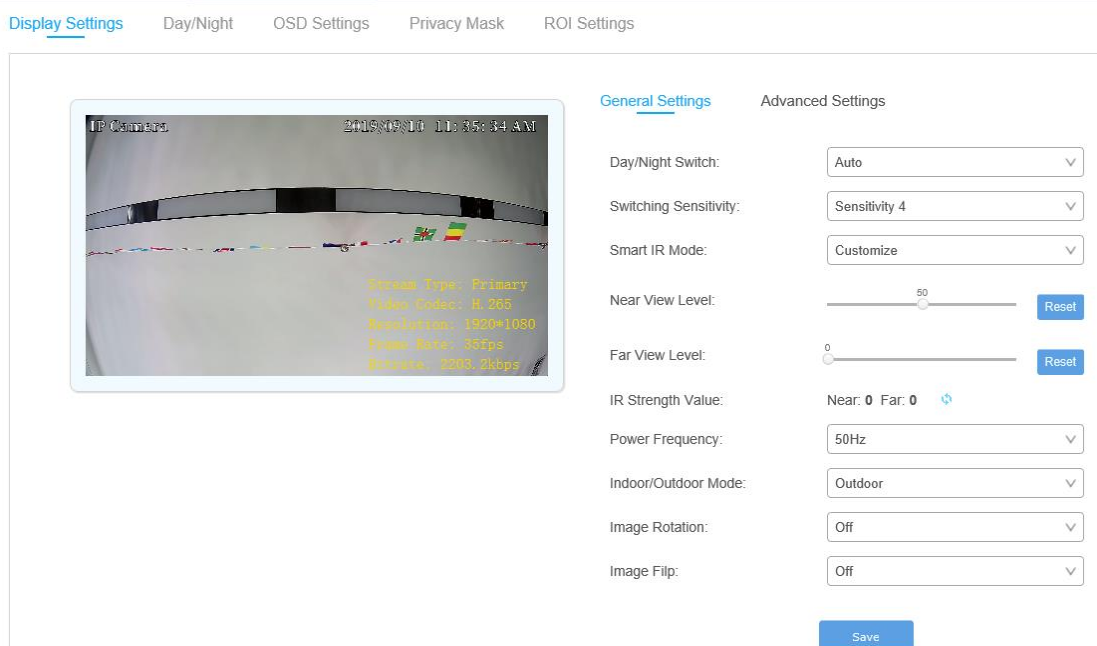 Display Settings Day/Night OSD Settings Privacy Mask ROI Settings
IP Camera 2019/09/10 11:35:34 AM
Stream Type: Primary
Video Codec: H.265
Resolution: 1920*1080
Frame Rate: 35fps
Bitrate: 2203.2kbps
General Settings Advanced Settings
Day/Night Switch: Auto
Switching Sensitivity: Sensitivity 4
Smart IR Mode: Customize
Near View Level: 50 Reset
Far View Level: 0 Reset
IR Strength Value: Near: 0 Far: 0
Power Frequency: 50Hz
Indoor/Outdoor Mode: Outdoor
Image Rotation: Off
Image Filp: Off
Save